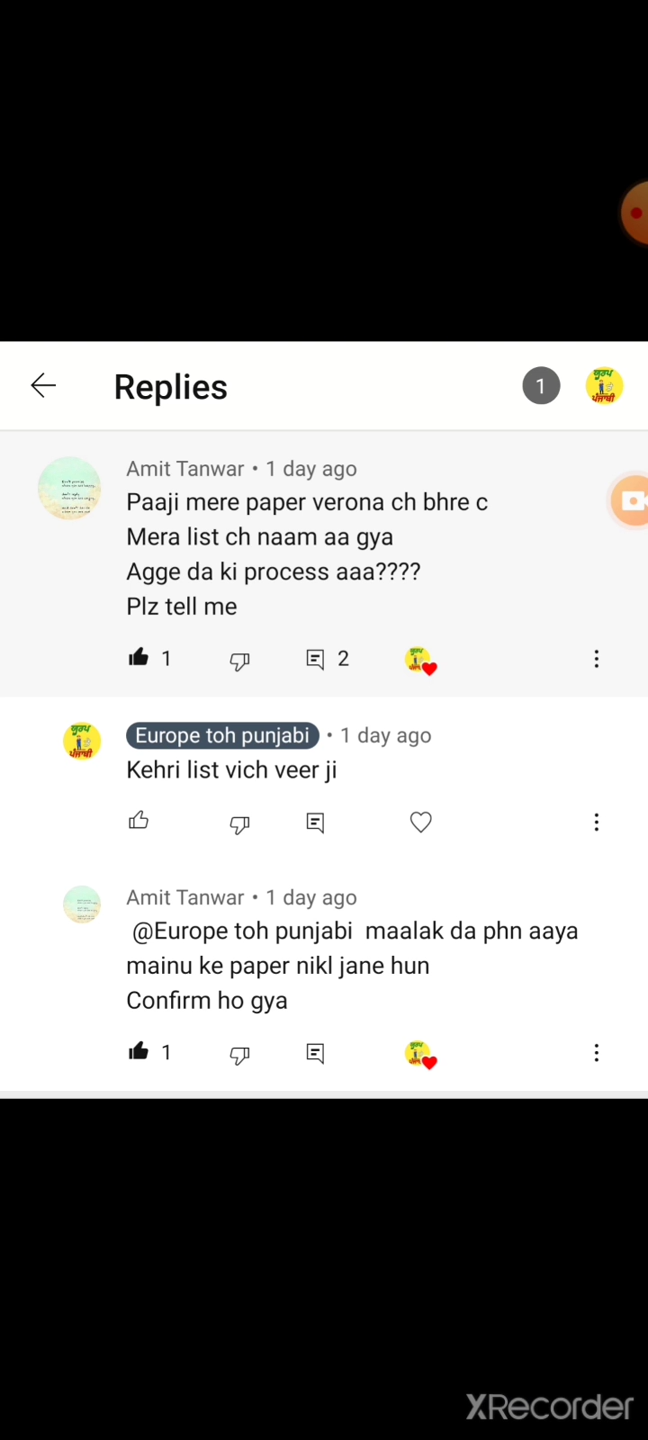 Replies
1
ਯੂਰਪ
ਪੰਜਾਬੀ
Amit Tanwar • 1 day ago
Paaji mere paper verona ch bhre c
Mera list ch naam aa gya
Agge da ki process aaa????
Plz tell me
1
2
Europe toh punjabi • 1 day ago
Kehri list vich veer ji
Amit Tanwar • 1 day ago
@Europe toh punjabi maalak da phn aaya
mainu ke paper nikl jane hun
Confirm ho gya
1
XRecorder